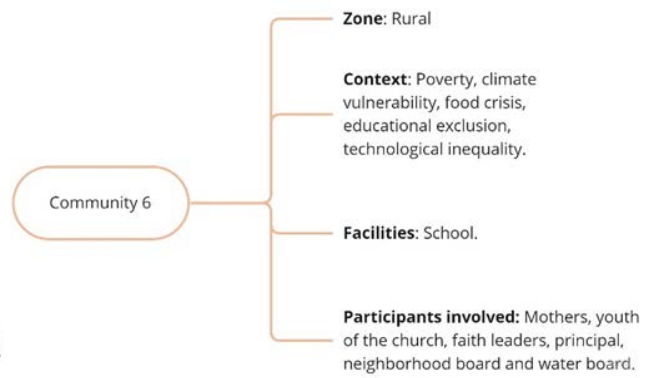 Zone: Rural
Context: Poverty, climate
vulnerability, food crisis,
educational exclusion,
technological inequality.
Community 6
Facilities: School.
Participants involved: Mothers, youth
of the church, faith leaders, principal,
neighborhood board and water board.